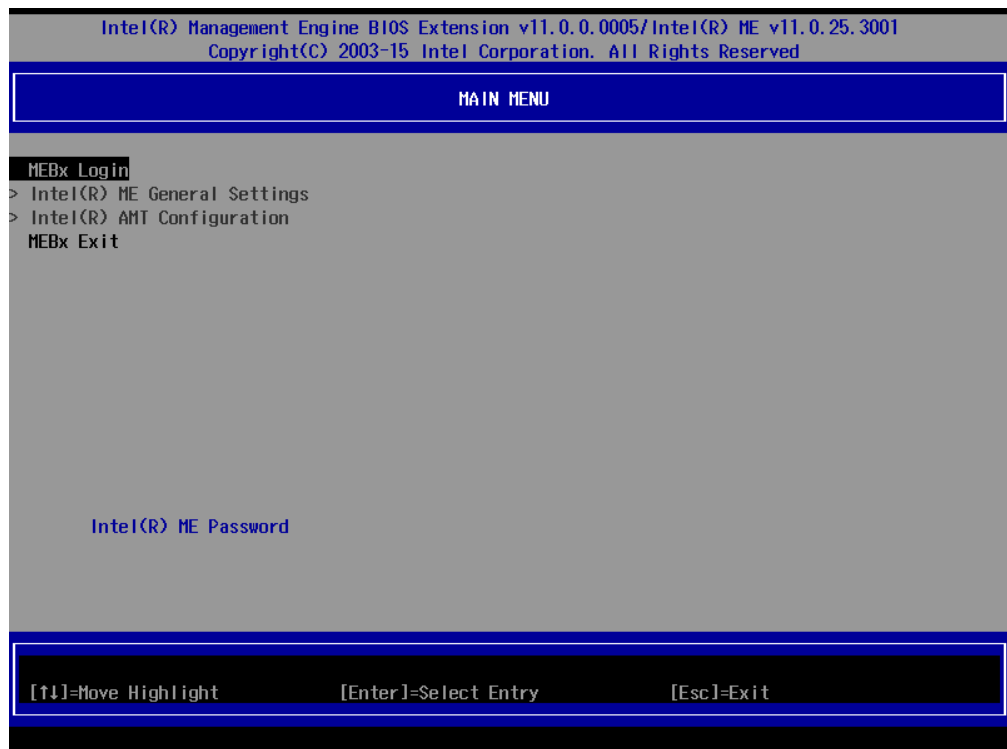 Intel(R) Management Engine BIOS Extension v11.0.0.0005/Intel(R) ME v11.0.25.3001
Copyright(C) 2003-15 Intel Corporation. All Rights Reserved
MAIN MENU
MEBx Login
> Intel(R) ME General Settings
> Intel(R) AMT Configuration
MEBx Exit
Intel(R) ME Password
[↑↓]=Move Highlight [Enter]=Select Entry [Esc]=Exit